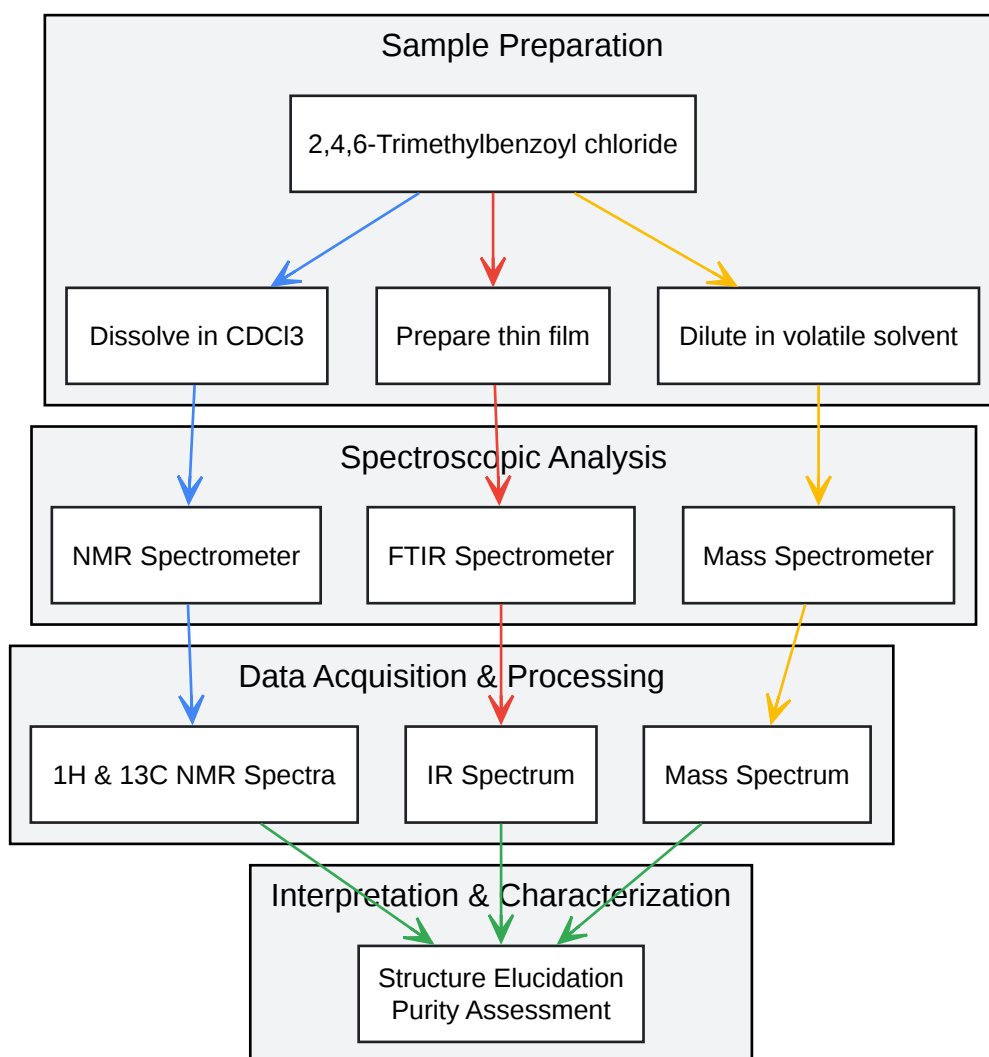 Sample Preparation
2,4,6-Trimethylbenzoyl chloride
Dissolve in CDCl3
Prepare thin film
Dilute in volatile solvent
Spectroscopic Analysis
NMR Spectrometer
FTIR Spectrometer
Mass Spectrometer
Data Acquisition & Processing
1H & 13C NMR Spectra
IR Spectrum
Mass Spectrum
Interpretation & Characterization
Structure Elucidation
Purity Assessment